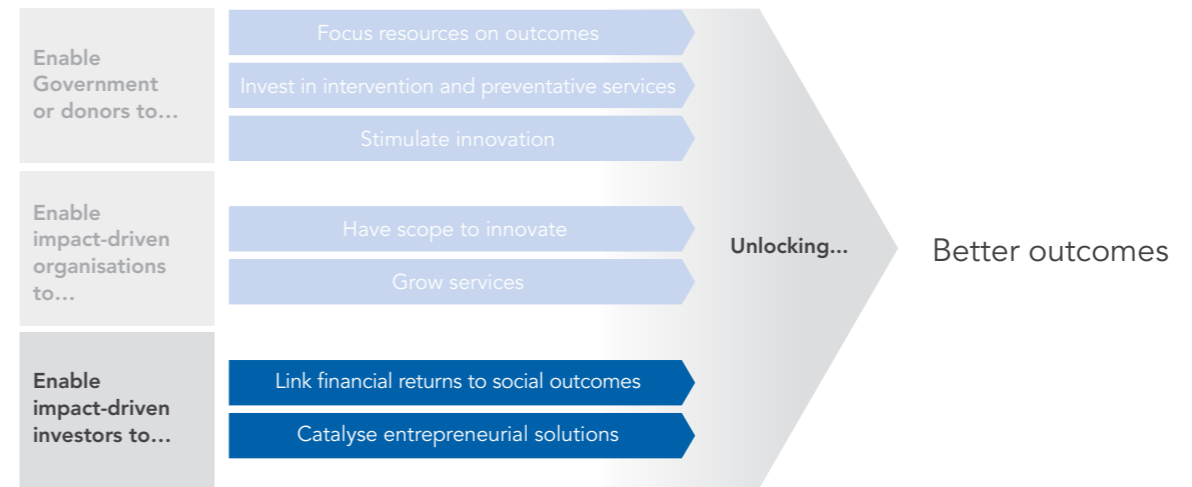 Enable
Government
or donors to…
Focus resources on outcomes
Invest in intervention and preventative services
Stimulate innovation
Enable
impact-driven
organisations
to…
Have scope to innovate
Grow services
Enable
impact-driven
investors to…
Link financial returns to social outcomes
Catalyse entrepreneurial solutions
Unlocking...
Better outcomes